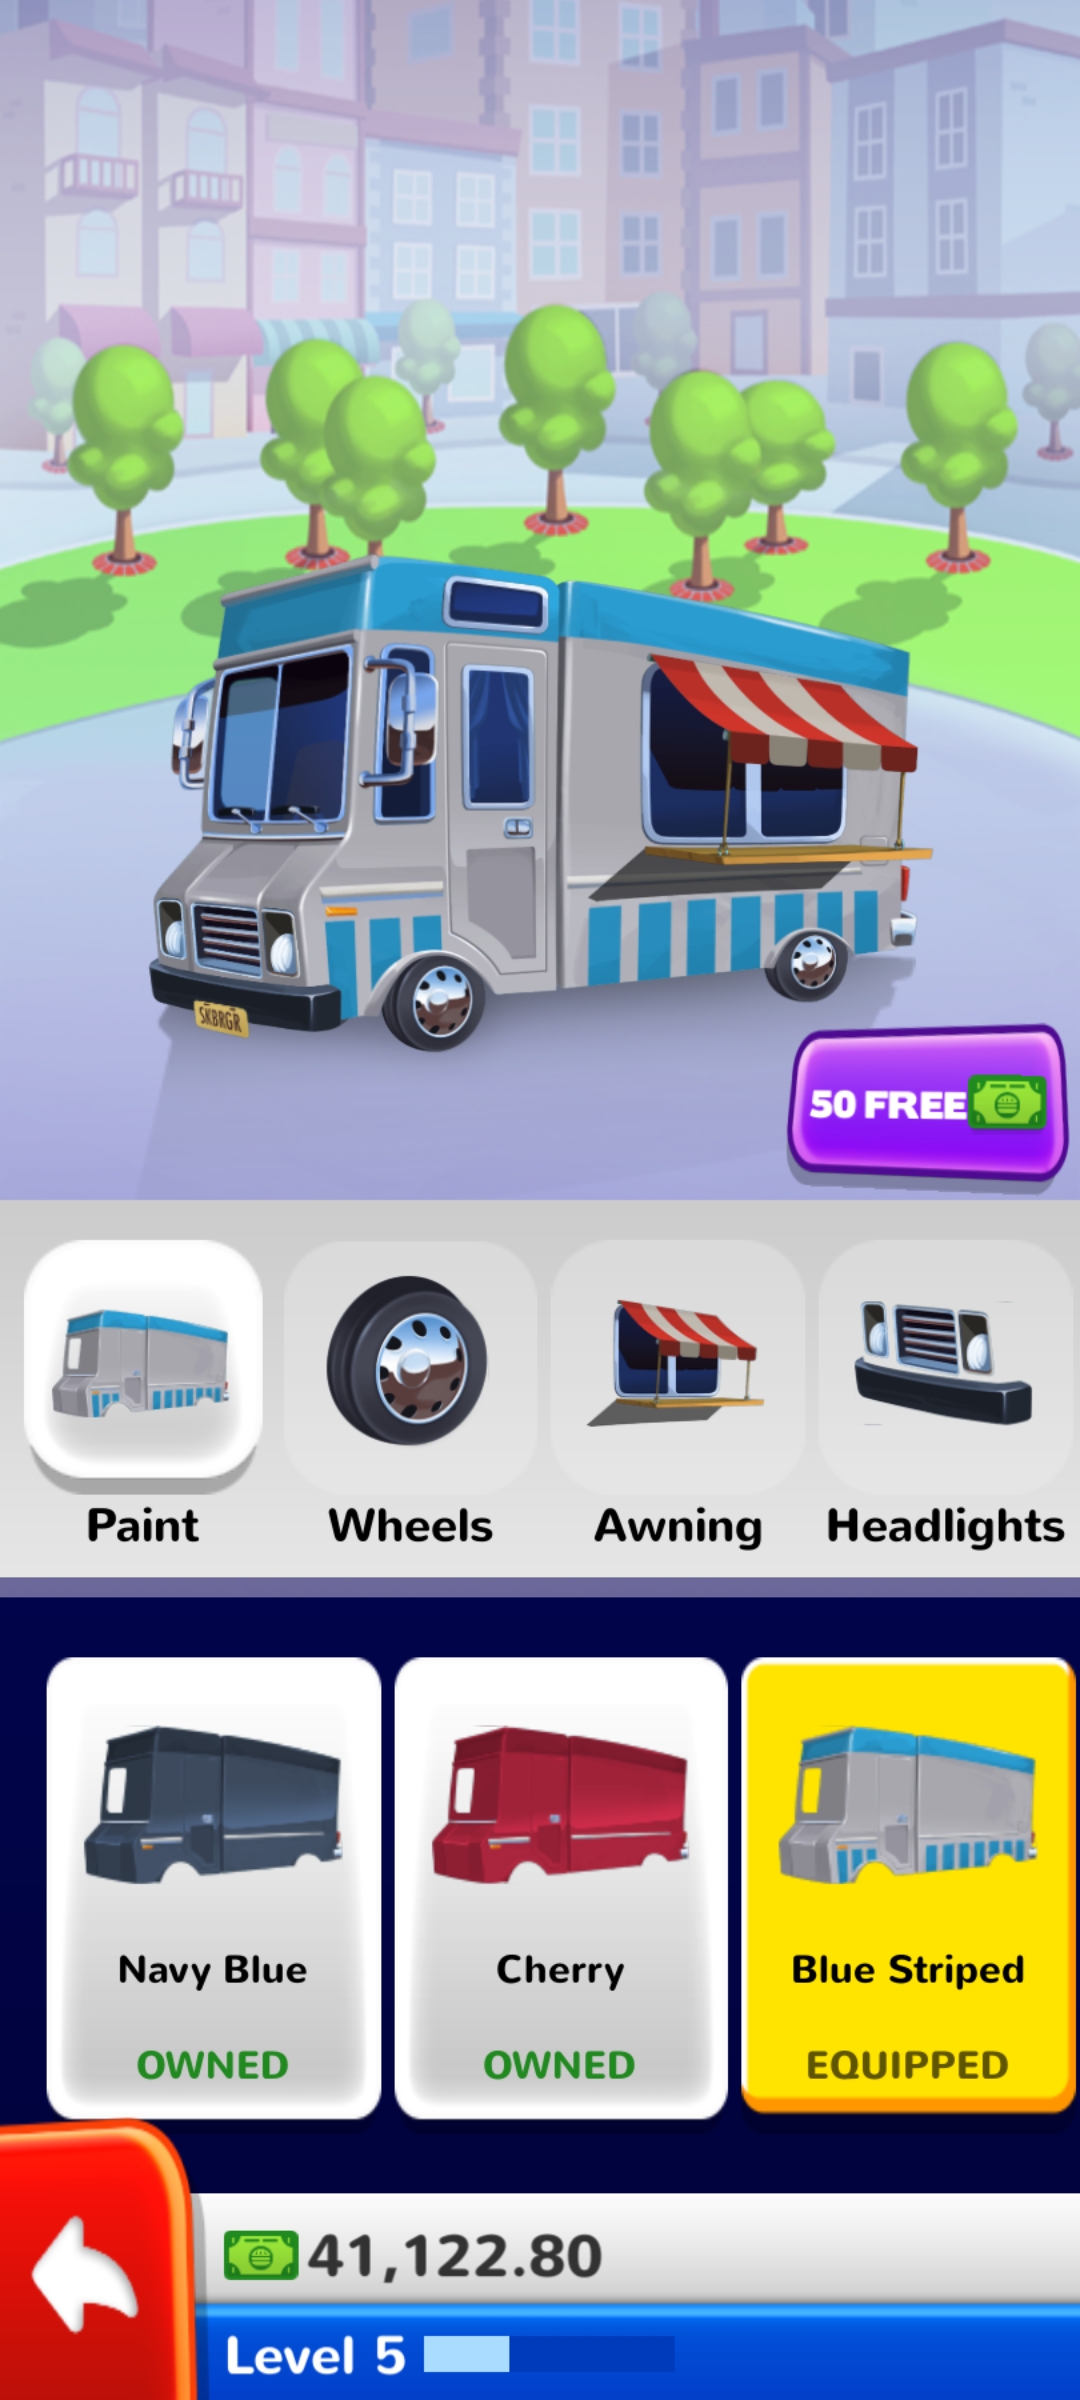 SKBRGR
50 FREE
Paint
Wheels
Awning
Headlights
Navy Blue
Cherry
Blue Striped
OWNED
OWNED
EQUIPPED
41,122.80
Level 5